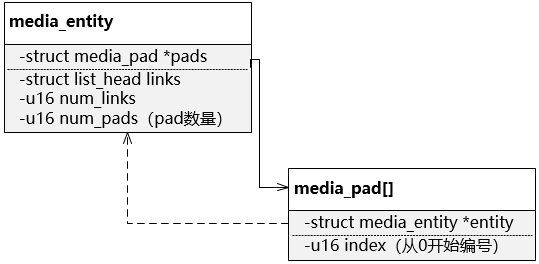 media_entity
-struct media_pad *pads
-struct list_head links
-u16 num_links
-u16 num_pads（pad数量）
media_pad[]
-struct media_entity *entity
-u16 index（从0开始编号）